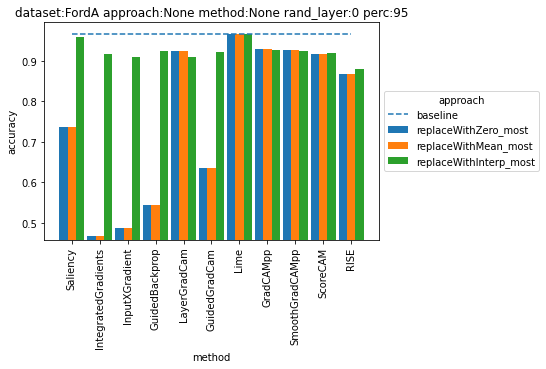 dataset:FordA approach:None method:None rand_layer:0 perc:95
accuracy
0.9
0.8
0.7
0.6
0.5
Saliency
IntegratedGradients
InputXGradient
GuidedBackprop
LayerGradCam
GuidedGradCam
Lime
GradCAMpp
SmoothGradCAMpp
ScoreCAM
RISE
method
approach
baseline
replaceWithZero_most
replaceWithMean_most
replaceWithInterp_most